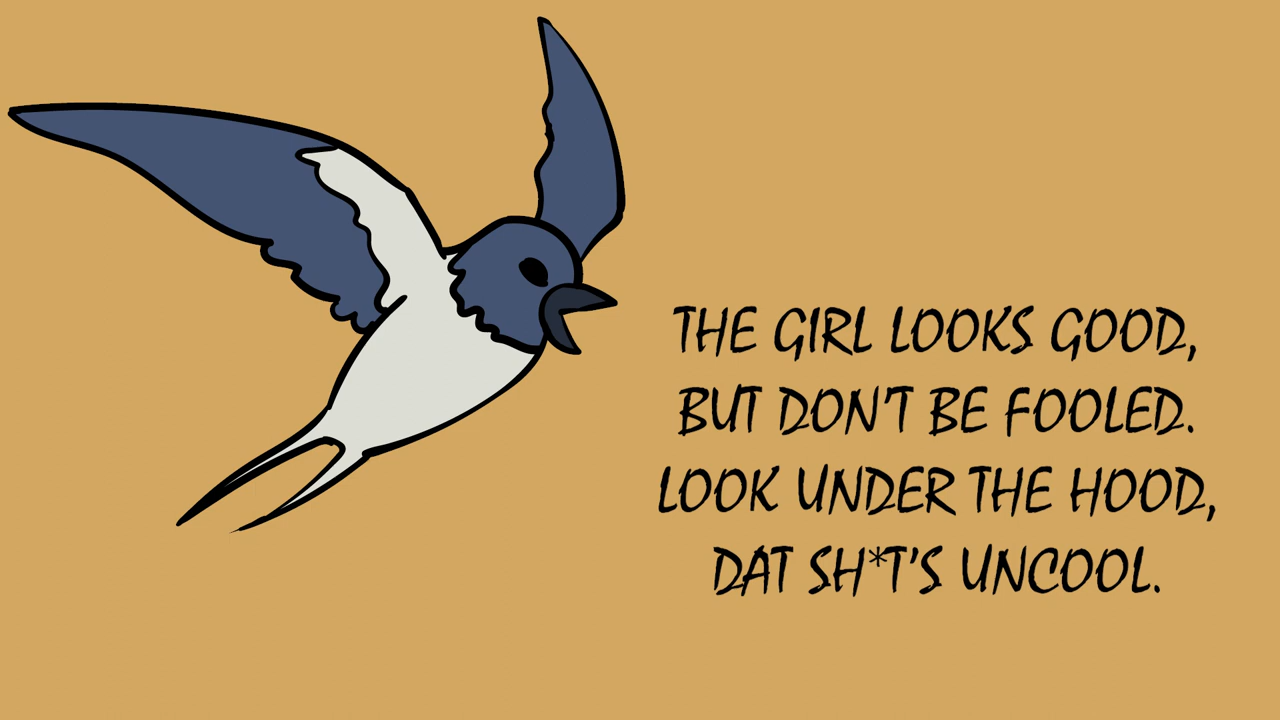 THE GIRL LOOKS GOOD,
BUT DON'T BE FOOLED.
LOOK UNDER THE HOOD,
DAT SH*T'S UNCOOL.